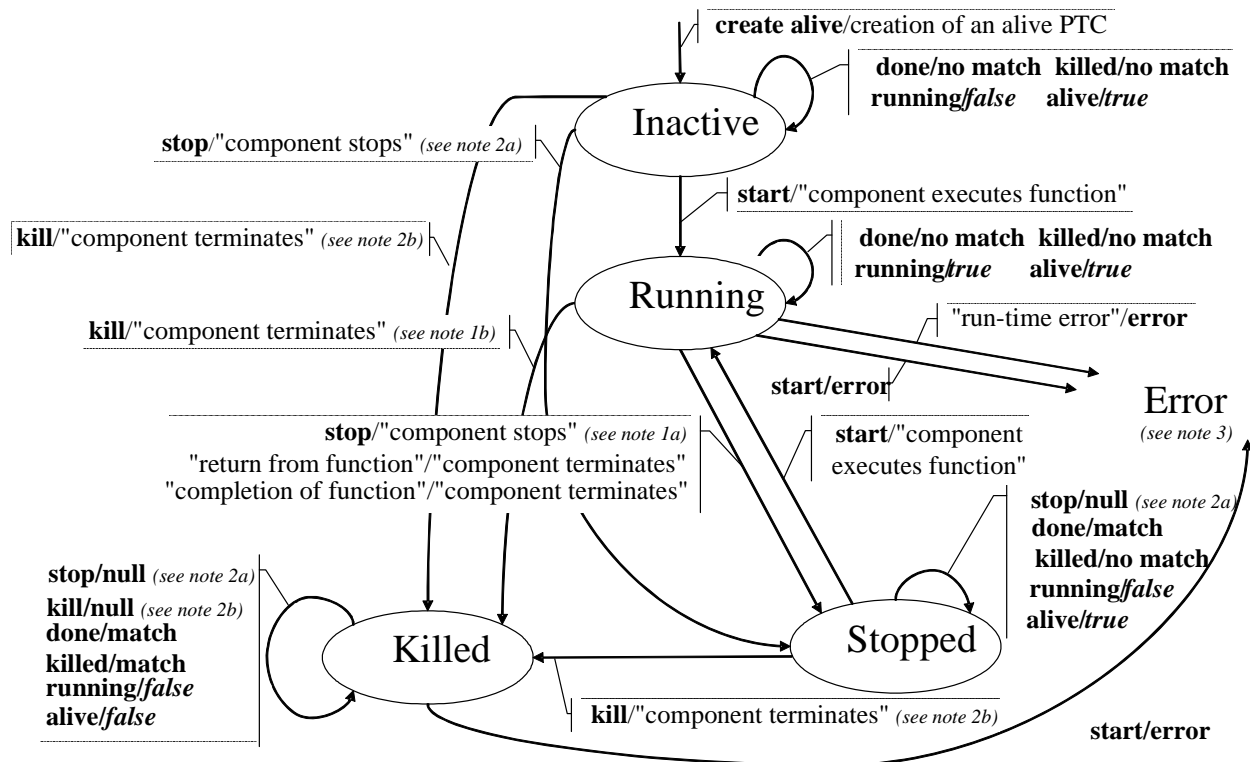 create alive/creation of an alive PTC
done/no match killed/no match
running/false alive/true
Inactive
stop/"component stops" (see note 2a)
start/"component executes function"
kill/"component terminates" (see note 2b)
done/no match killed/no match
running/true alive/true
Running
"run-time error"/error
kill/"component terminates" (see note 1b)
start/error
Error
(see note 3)
stop/"component stops" (see note 1a)
"return from function"/"component terminates"
"completion of function"/"component terminates"
start/"component
executes function"
stop/null (see note 2a)
done/match
killed/no match
running/false
alive/true
stop/null (see note 2a)
kill/null (see note 2b)
done/match
killed/match
running/false
alive/false
Killed
Stopped
kill/"component terminates" (see note 2b)
start/error